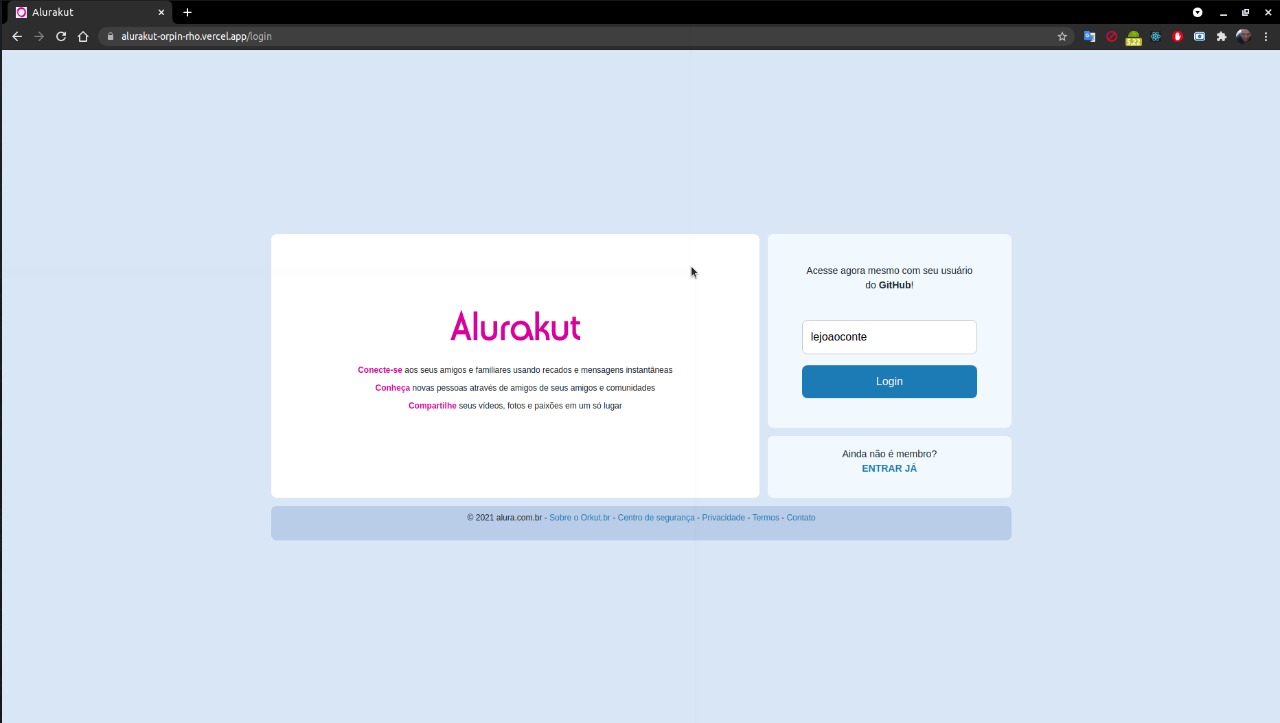 Alurakut
alurakut-orpin-rho.vercel.app/login
Alurakut
Conecte-se aos seus amigos e familiares usando recados e mensagens instantâneas
Conheça novas pessoas através de amigos de seus amigos e comunidades
Compartilhe seus vídeos, fotos e paixões em um só lugar
Acesse agora mesmo com seu usuário
do GitHub!
lejoaoconte
Login
Ainda não é membro?
ENTRAR JÁ
© 2021 alura.com.br - Sobre o Orkut.br - Centro de segurança - Privacidade - Termos - Contato